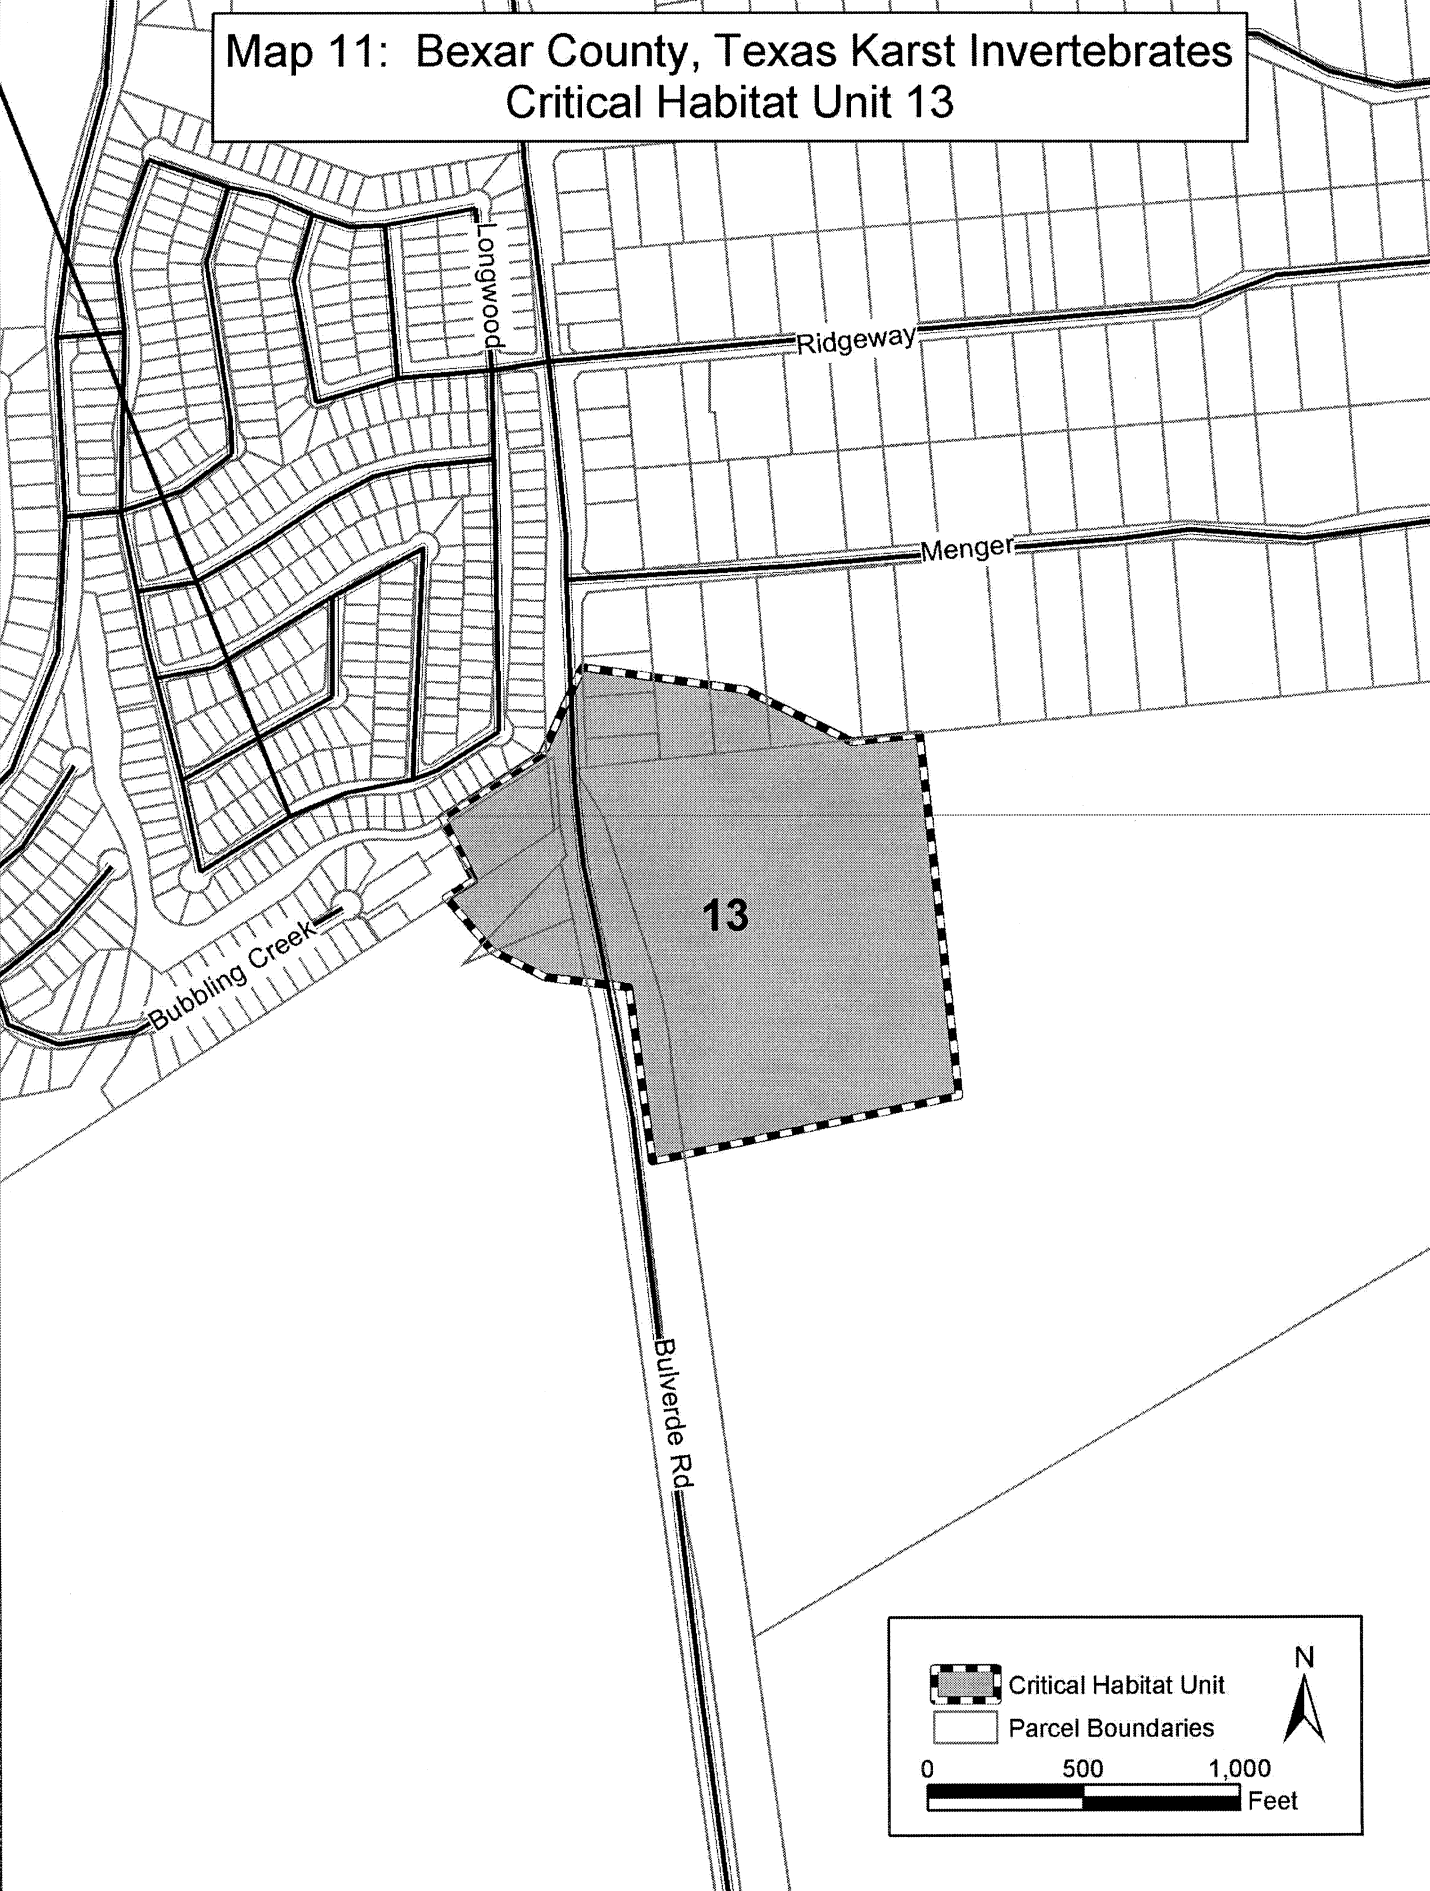 Map 11: Bexar County, Texas Karst Invertebrates
Critical Habitat Unit 13
Longwood
Ridgeway
Menger
13
Bubbling Creek
Bulverde Rd
N
Critical Habitat Unit
Parcel Boundaries
0 500 1,000
Feet